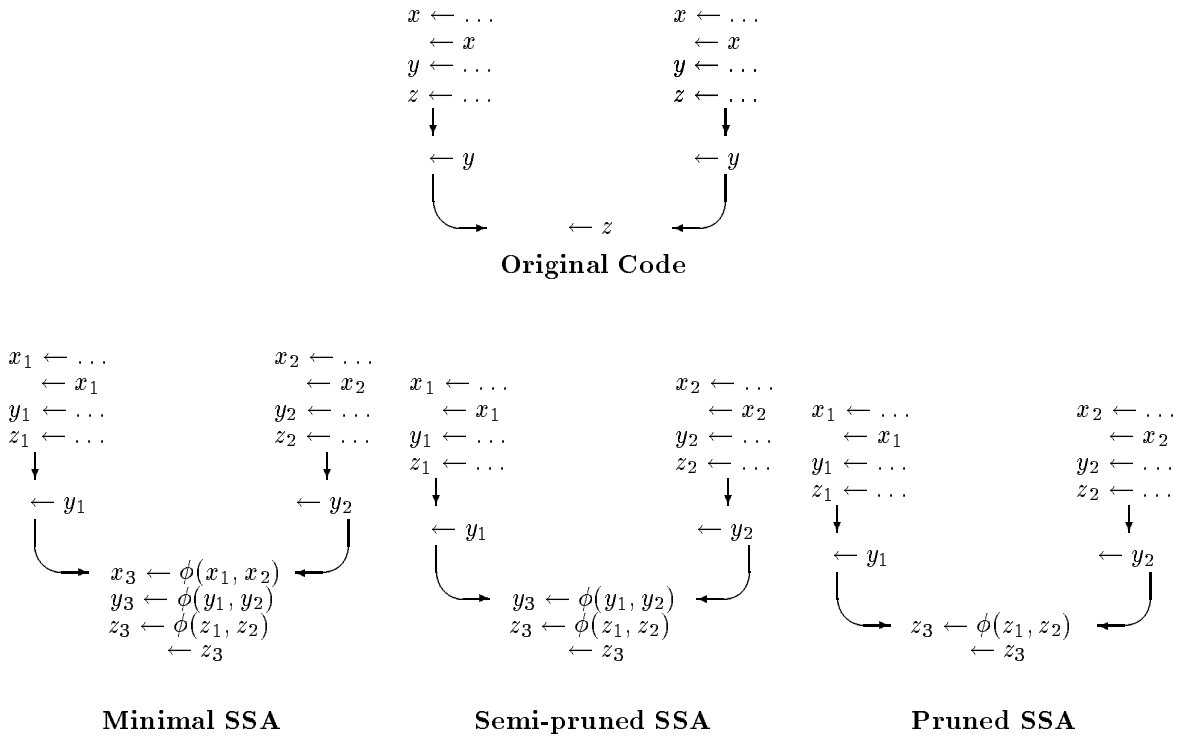 x ← ... x ← ...
← x ← x
y ← ... y ← ...
z ← ... z ← ...
← y ← y
← z
Original Code
x₁ ← ... x₂ ← ...
← x₁ ← x₂
y₁ ← ... y₂ ← ...
z₁ ← ... z₂ ← ...
← y₁ ← y₂
x₃ ← ϕ(x₁, x₂)
y₃ ← ϕ(y₁, y₂)
z₃ ← ϕ(z₁, z₂)
← z₃
Minimal SSA
x₁ ← ... x₂ ← ...
← x₁ ← x₂
y₁ ← ... y₂ ← ...
z₁ ← ... z₂ ← ...
← y₁ ← y₂
y₃ ← ϕ(y₁, y₂)
z₃ ← ϕ(z₁, z₂)
← z₃
Semi-pruned SSA
x₁ ← ... x₂ ← ...
← x₁ ← x₂
y₁ ← ... y₂ ← ...
z₁ ← ... z₂ ← ...
← y₁ ← y₂
z₃ ← ϕ(z₁, z₂)
← z₃
Pruned SSA